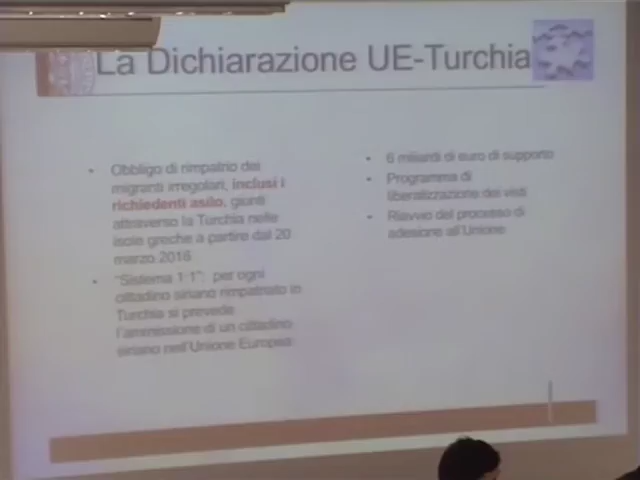 La Dichiarazione UE-Turchia
• Obbligo di rimpatrio dei
migranti irregolari, inclusi i
richiedenti asilo, giunti
attraverso la Turchia nelle
isole greche a partire dal 20
marzo 2016
• "Sistema 1:1": per ogni
cittadino siriano rimpatriato in
Turchia si prevede
l'ammissione di un cittadino
siriano nell'Unione Europea
• 6 miliardi di euro di supporto
• Programma di
liberalizzazione dei visti
• Riavvio del processo di
adesione all'Unione